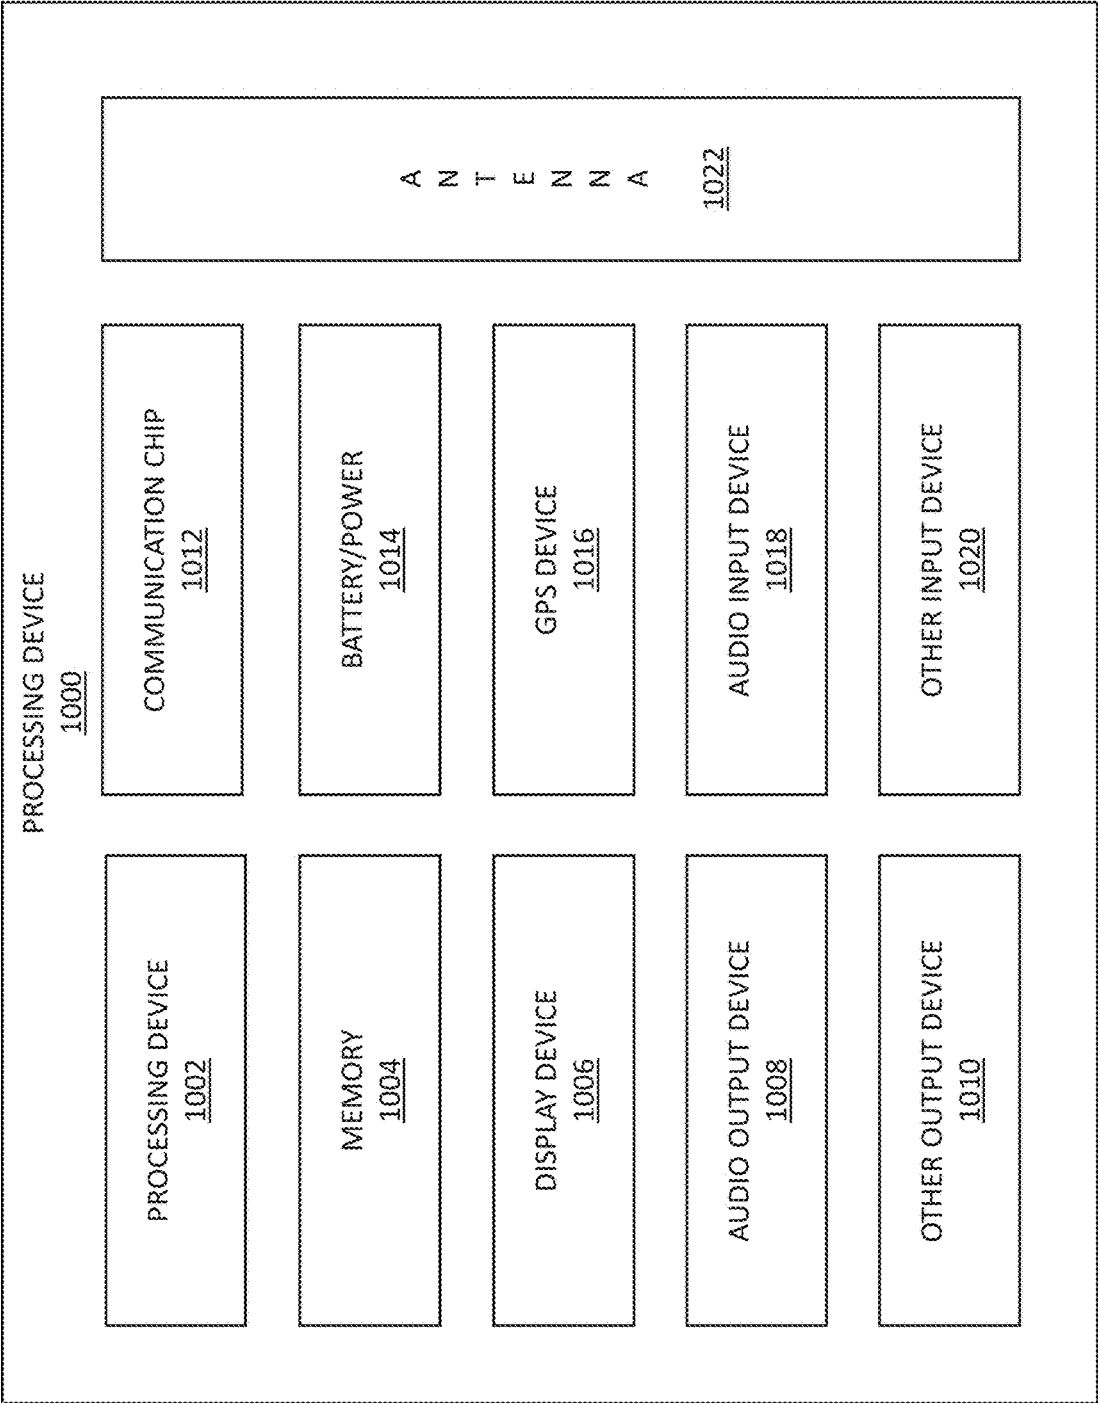 PROCESSING DEVICE
1000
PROCESSING DEVICE
1002
MEMORY
1004
DISPLAY DEVICE
1006
AUDIO OUTPUT DEVICE
1008
OTHER OUTPUT DEVICE
1010
COMMUNICATION CHIP
1012
BATTERY/POWER
1014
GPS DEVICE
1016
AUDIO INPUT DEVICE
1018
OTHER INPUT DEVICE
1020
A
N
T
E
N
N
A
1022